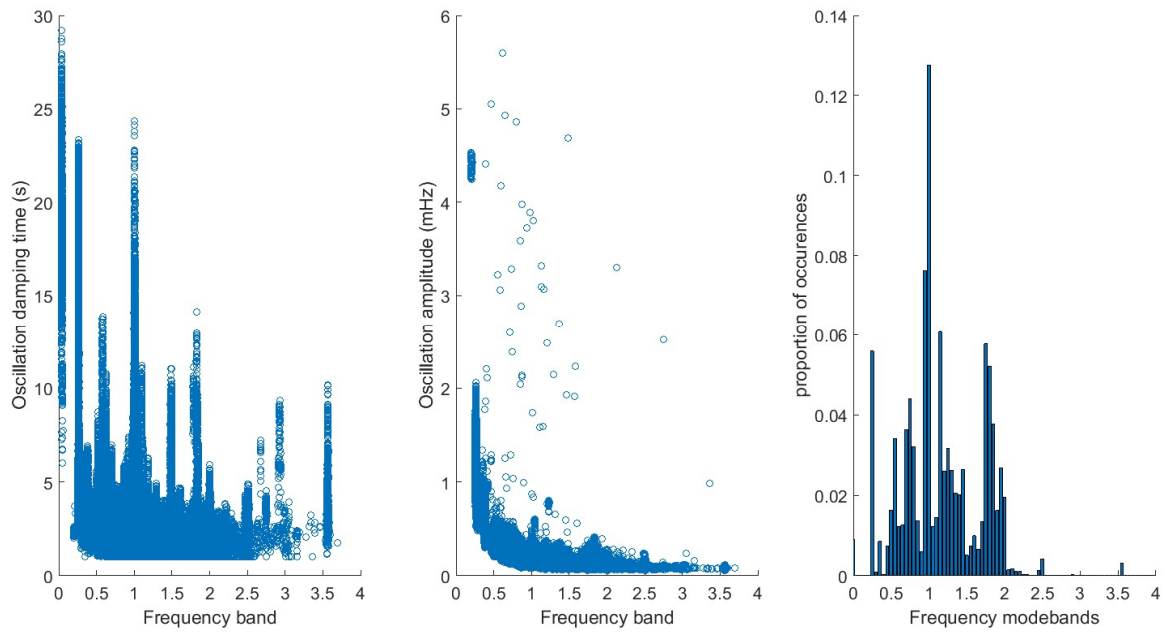 Oscillation damping time (s)
30
25
20
15
10
5
0
0 0.5 1 1.5 2 2.5 3 3.5 4
Frequency band
Oscillation amplitude (mHz)
6
5
4
3
2
1
0
0 0.5 1 1.5 2 2.5 3 3.5 4
Frequency band
proportion of occurences
0.14
0.12
0.1
0.08
0.06
0.04
0.02
0
0 0.5 1 1.5 2 2.5 3 3.5 4
Frequency modebands